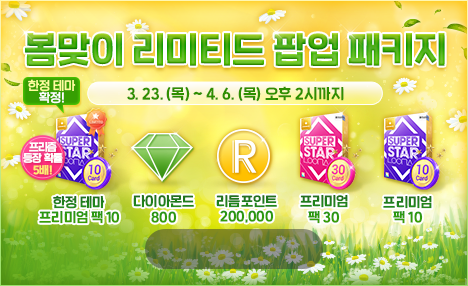 봄맞이 리미티드 팝업 패키지
한정 테마
확정!
3. 23. (목) ~ 4. 6. (목) 오후 2시까지
프리즘
등장 확률
5배!
SUPER
STAR
10
Card
R
SUPER
STAR
30
Card
SUPER
STAR
10
Card
한정 테마
프리미엄 팩 10
다이아몬드
800
리듬포인트
200,000
프리미엄
팩 30
프리미엄
팩 10